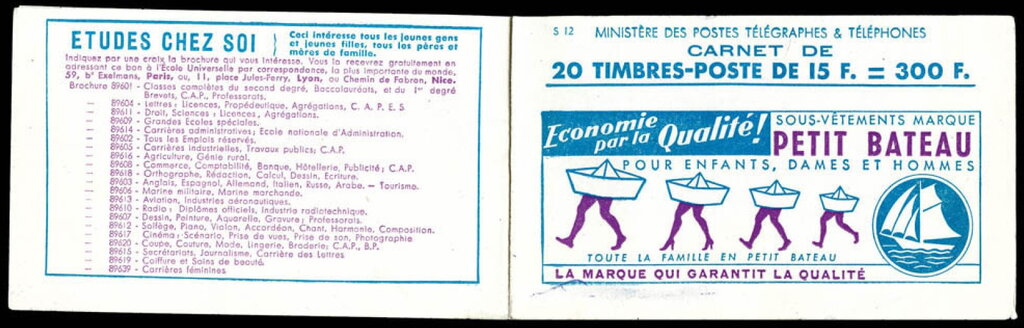 ETUDES CHEZ SOI
Ceci intéresse tous les jeunes gens
et jeunes filles, tous les pères et
mères de famille.
Indiquez par une croix la brochure qui vous intéresse. Vous la recevrez gratuitement en
adressant ce bon à l'École Universelle par correspondance, la plus importante du monde,
59, bd Exelmans, Paris, ou, 11, place Jules-Ferry, Lyon, ou Chemin de Fabron, Nice.
Brochure 89601 - Classes complètes du second degré, Baccalauréats, et du 1er degré
Brevets, C.A.P., Professorats.
— 89604 - Lettres: Licences, Propédeutique, Agrégations, C. A. P. E. S
— 89611 - Droit, Sciences: Licences, Agrégations.
— 89609 - Grandes Ecoles spéciales.
— 89614 - Carrières administratives; Ecole nationale d'Administration.
— 89602 - Tous les Emplois réservés.
— 89605 - Carrières industrielles, Travaux publics; C.A.P.
— 89616 - Agriculture, Génie rural.
— 89608 - Commerce, Comptabilité, Banque, Hôtellerie, Publicité; C.A.P.
— 89618 - Orthographe, Rédaction, Calcul, Dessin, Ecriture.
— 89603 - Anglais, Espagnol, Allemand, Italien, Russe, Arabe. — Tourisme.
— 89606 - Marine militaire, Marine marchande.
— 89613 - Aviation, Industries aéronautiques.
— 89610 - Radio: Diplômes officiels, Industrie radiotechnique.
— 89607 - Dessin, Peinture, Aquarelle, Gravure; Professorats.
— 89612 - Solfège, Piano, Violon, Accordéon, Chant, Harmonie, Composition.
— 89617 Cinéma: Scénario, Prise de vues, Prise de son, Photographie
— 89620 - Coupe, Couture, Mode, Lingerie, Broderie; C.A.P., B.P.
— 89615 - Secrétariats, Journalisme, Carrière des Lettres
— 89619 - Coiffure et Soins de beauté.
— 89639 - Carrières féminines
S 12 MINISTÈRE DES POSTES TÉLÉGRAPHES & TÉLÉPHONES
CARNET DE
20 TIMBRES-POSTE DE 15 F. = 300 F.
Economie
par la Qualité!
SOUS-VÊTEMENTS MARQUE
PETIT BATEAU
POUR ENFANTS, DAMES ET HOMMES
TOUTE LA FAMILLE EN PETIT BATEAU
LA MARQUE QUI GARANTIT LA QUALITÉ